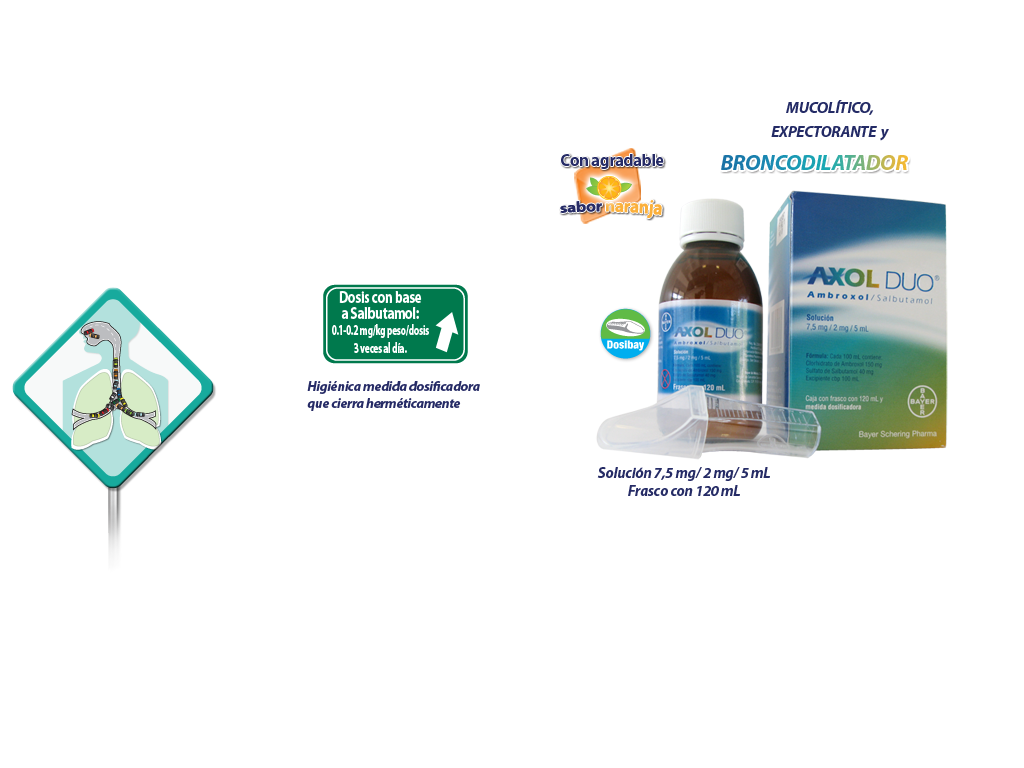 MUCOLÍTICO,
EXPECTORANTE y
BRONCODILATADOR
Con agradable
sabor naranja
Dosis con base
a Salbutamol:
0.1-0.2 mg/kg peso/dosis
3 veces al día.
Higiénica medida dosificadora
que cierra herméticamente
Dosibay
AXOL DUO
Ambroxol/Salbutamol
Solución
7,5 mg / 2 mg / 5 mL
Frasco con 120 mL
BAYER
AXOL DUO®
Ambroxol/Salbutamol
Solución
7,5 mg / 2 mg / 5 mL
Fórmula: Cada 100 mL contienen:
Clorhidrato de Ambroxol 150 mg
Sulfato de Salbutamol 40 mg
Excipiente cbp 100 mL
Caja con frasco con 120 mL y
medida dosificadora
BAYER
BAYER
Bayer Schering Pharma
Solución 7,5 mg/ 2 mg/ 5 mL
Frasco con 120 mL